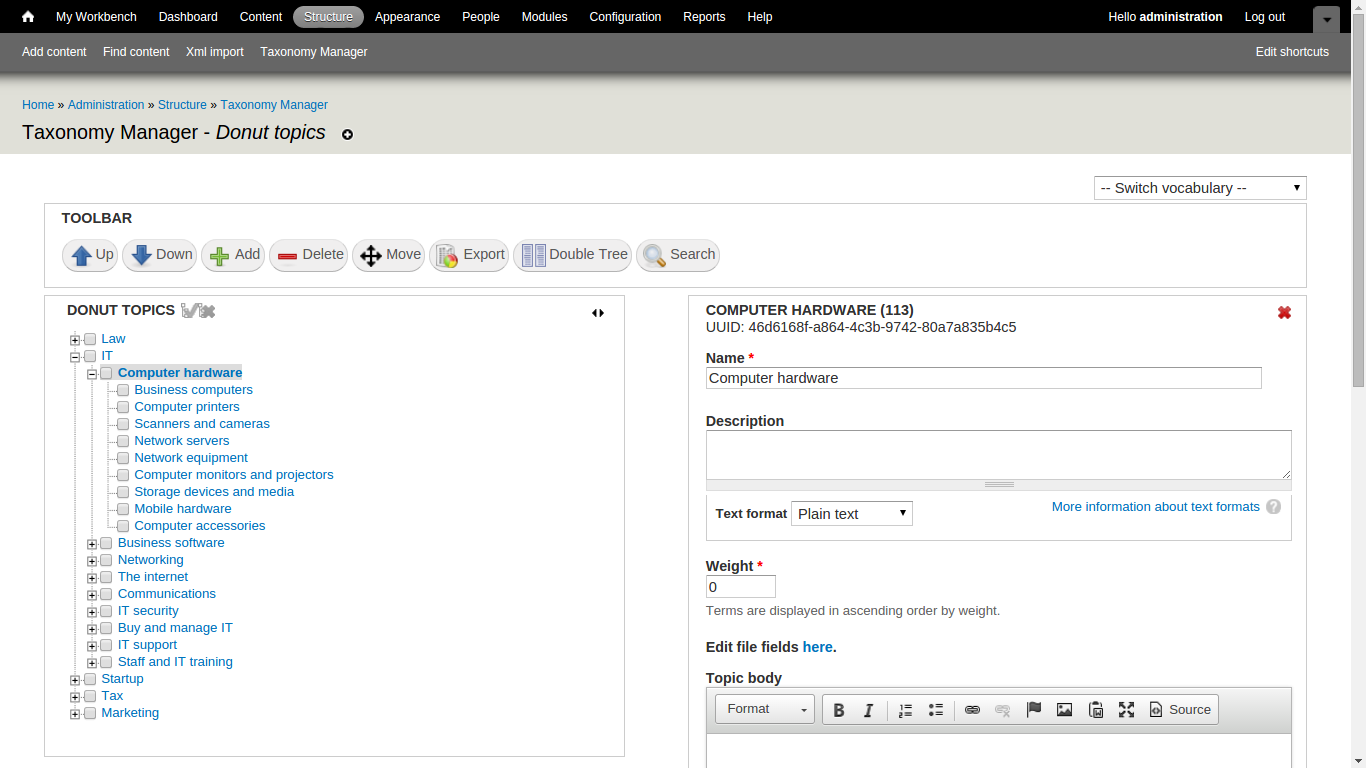 My Workbench Dashboard Content Structure Appearance People Modules Configuration Reports Help Hello administration Log out
Add content Find content Xml import Taxonomy Manager Edit shortcuts
Home » Administration » Structure » Taxonomy Manager
Taxonomy Manager - Donut topics
-- Switch vocabulary --
TOOLBAR
Up Down Add Delete Move Export Double Tree Search
DONUT TOPICS
Law
IT
Computer hardware
Business computers
Computer printers
Scanners and cameras
Network servers
Network equipment
Computer monitors and projectors
Storage devices and media
Mobile hardware
Computer accessories
Business software
Networking
The internet
Communications
IT security
Buy and manage IT
IT support
Staff and IT training
Startup
Tax
Marketing
COMPUTER HARDWARE (113)
UUID: 46d6168f-a864-4c3b-9742-80a7a835b4c5
Name *
Computer hardware
Description
Text format Plain text More information about text formats ?
Weight *
0
Terms are displayed in ascending order by weight.
Edit file fields here.
Topic body
Format B I Source